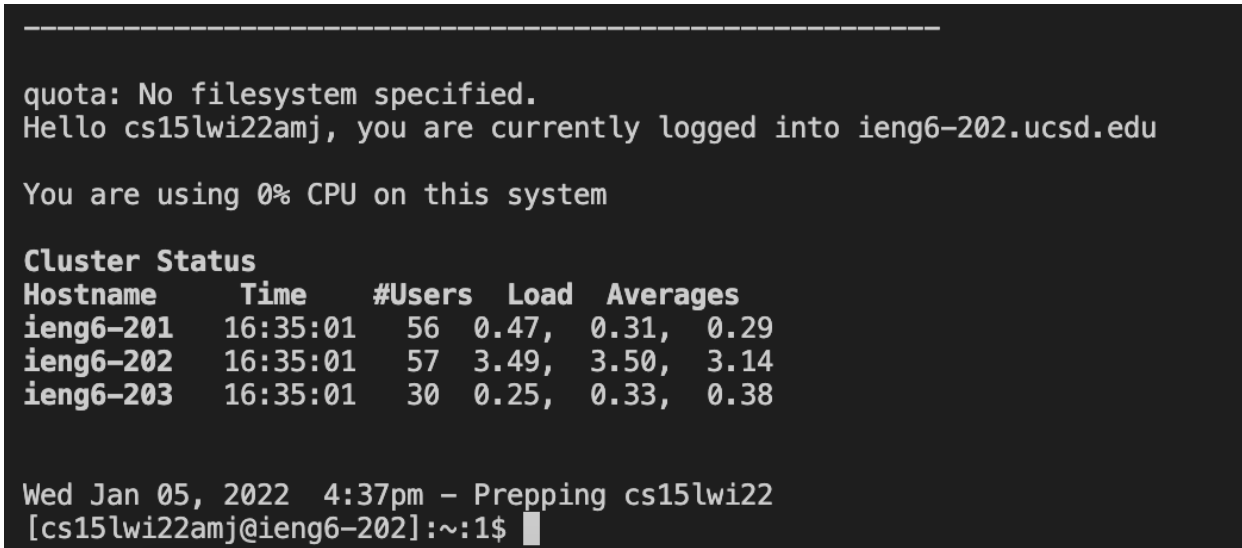 quota: No filesystem specified.
Hello cs15lwi22amj, you are currently logged into ieng6-202.ucsd.edu
You are using 0% CPU on this system
Cluster Status
Hostname     Time    #Users  Load  Averages
ieng6-201   16:35:01   56  0.47,  0.31,  0.29
ieng6-202   16:35:01   57  3.49,  3.50,  3.14
ieng6-203   16:35:01   30  0.25,  0.33,  0.38
Wed Jan 05, 2022  4:37pm - Prepping cs15lwi22
[cs15lwi22amj@ieng6-202]:~:1$